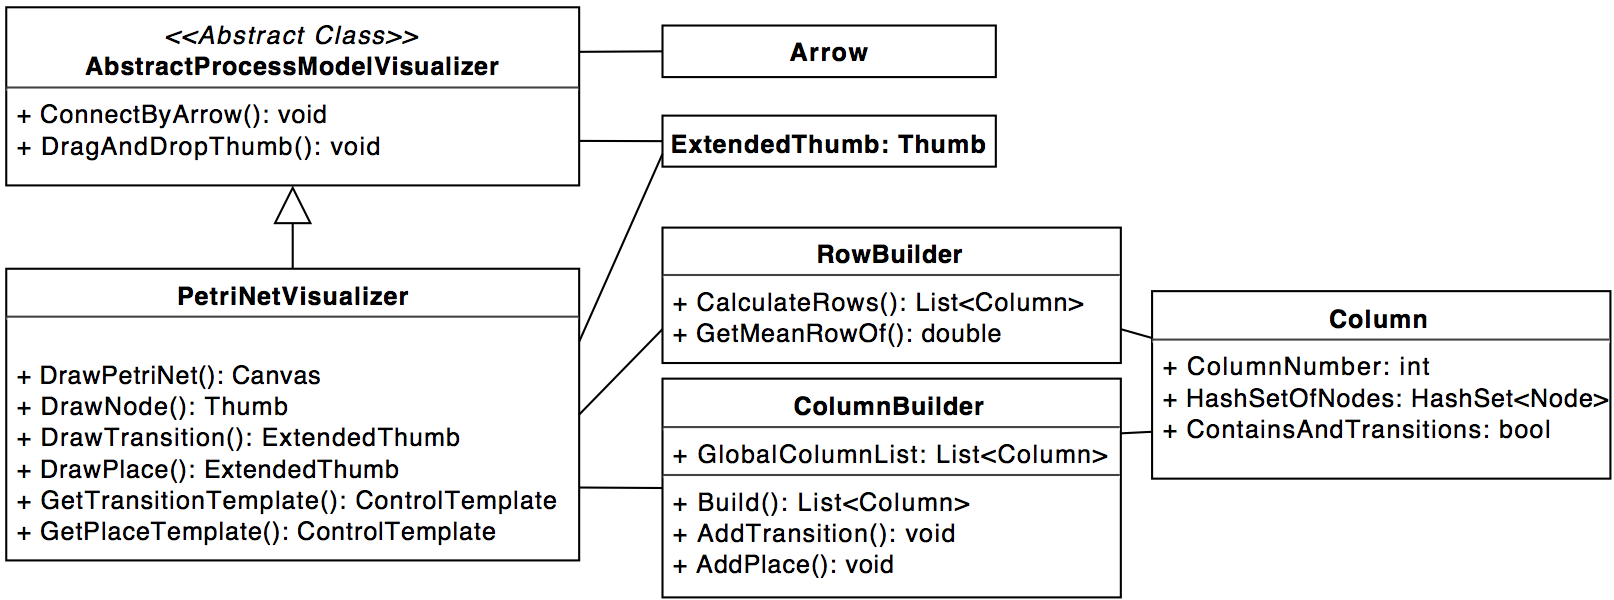 <<Abstract Class>>
AbstractProcessModelVisualizer
+ ConnectByArrow(): void
+ DragAndDropThumb(): void
Arrow
ExtendedThumb: Thumb
PetriNetVisualizer
+ DrawPetriNet(): Canvas
+ DrawNode(): Thumb
+ DrawTransition(): ExtendedThumb
+ DrawPlace(): ExtendedThumb
+ GetTransitionTemplate(): ControlTemplate
+ GetPlaceTemplate(): ControlTemplate
RowBuilder
+ CalculateRows(): List<Column>
+ GetMeanRowOf(): double
ColumnBuilder
+ GlobalColumnList: List<Column>
+ Build(): List<Column>
+ AddTransition(): void
+ AddPlace(): void
Column
+ ColumnNumber: int
+ HashSetOfNodes: HashSet<Node>
+ ContainsAndTransitions: bool